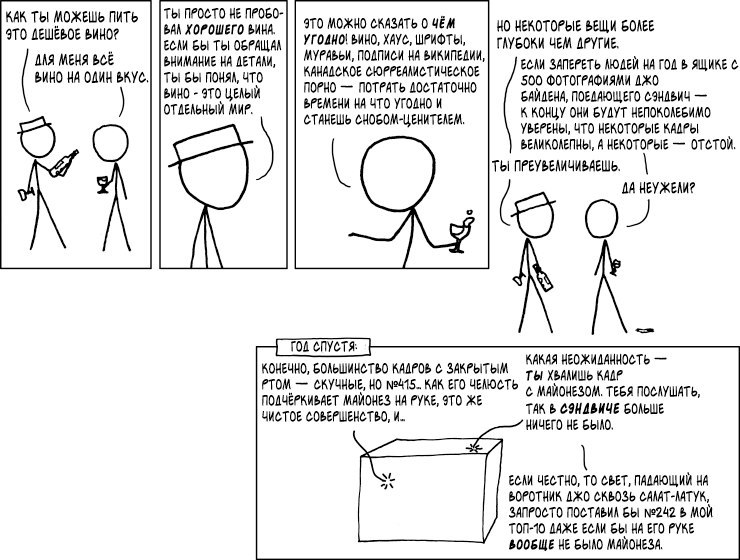 КАК ТЫ МОЖЕШЬ ПИТЬ
ЭТО ДЕШЁВОЕ ВИНО?
ДЛЯ МЕНЯ ВСЁ
ВИНО НА ОДИН ВКУС.
ТЫ ПРОСТО НЕ ПРОБО-
ВАЛ ХОРОШЕГО ВИНА.
ЕСЛИ БЫ ТЫ ОБРАЩАЛ
ВНИМАНИЕ НА ДЕТАЛИ,
ТЫ БЫ ПОНЯЛ, ЧТО
ВИНО - ЭТО ЦЕЛЫЙ
ОТДЕЛЬНЫЙ МИР.
ЭТО МОЖНО СКАЗАТЬ О ЧЁМ
УГОДНО! ВИНО, ХАУС, ШРИФТЫ,
МУРАВЬИ, ПОДПИСИ НА ВИКИПЕДИИ,
КАНАДСКОЕ СЮРРЕАЛИСТИЧЕСКОЕ
ПОРНО — ПОТРАТЬ ДОСТАТОЧНО
ВРЕМЕНИ НА ЧТО УГОДНО И
СТАНЕШЬ СНОБОМ-ЦЕНИТЕЛЕМ.
НО НЕКОТОРЫЕ ВЕЩИ БОЛЕЕ
ГЛУБОКИ ЧЕМ ДРУГИЕ.
ЕСЛИ ЗАПЕРЕТЬ ЛЮДЕЙ НА ГОД В ЯЩИКЕ С
500 ФОТОГРАФИЯМИ ДЖО
БАЙДЕНА, ПОЕДАЮЩЕГО СЭНДВИЧ —
К КОНЦУ ОНИ БУДУТ НЕПОКОЛЕБИМО
УВЕРЕНЫ, ЧТО НЕКОТОРЫЕ КАДРЫ
ВЕЛИКОЛЕПНЫ, А НЕКОТОРЫЕ — ОТСТОЙ.
ТЫ ПРЕУВЕЛИЧИВАЕШЬ.
ДА НЕУЖЕЛИ?
ГОД СПУСТЯ:
КОНЕЧНО, БОЛЬШИНСТВО КАДРОВ С ЗАКРЫТЫМ
РТОМ — СКУЧНЫЕ, НО №415... КАК ЕГО ЧЕЛЮСТЬ
ПОДЧЁРКИВАЕТ МАЙОНЕЗ НА РУКЕ, ЭТО ЖЕ
ЧИСТОЕ СОВЕРШЕНСТВО, И...
КАКАЯ НЕОЖИДАННОСТЬ —
ТЫ ХВАЛИШЬ КАДР
С МАЙОНЕЗОМ. ТЕБЯ ПОСЛУШАТЬ,
ТАК В СЭНДВИЧЕ БОЛЬШЕ
НИЧЕГО НЕ БЫЛО.
ЕСЛИ ЧЕСТНО, ТО СВЕТ, ПАДАЮЩИЙ НА
ВОРОТНИК ДЖО СКВОЗЬ САЛАТ-ЛАТУК,
ЗАПРОСТО ПОСТАВИЛ БЫ №242 В МОЙ
ТОП-10 ДАЖЕ ЕСЛИ БЫ НА ЕГО РУКЕ
ВООБЩЕ НЕ БЫЛО МАЙОНЕЗА.